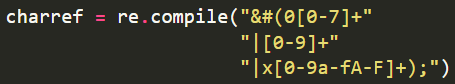 charref = re.compile("&#(0[0-7]+"
"|[0-9]+"
"|x[0-9a-fA-F]+);")